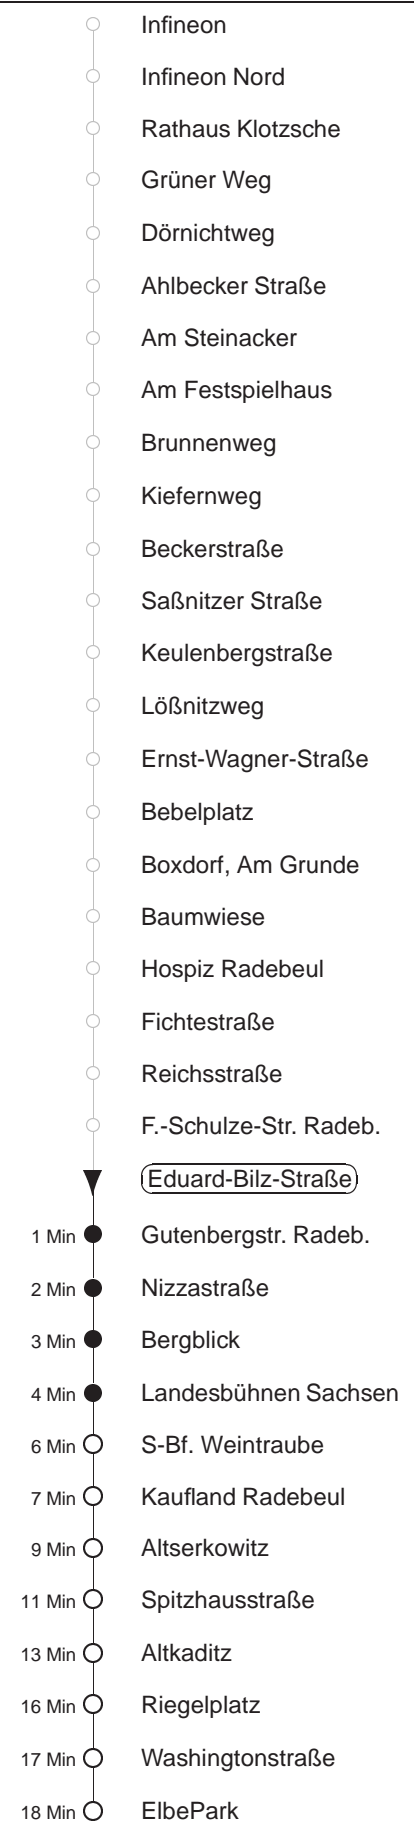 Infineon
Infineon Nord
Rathaus Klotzsche
Grüner Weg
Dörnichtweg
Ahlbecker Straße
Am Steinacker
Am Festspielhaus
Brunnenweg
Kiefernweg
Beckerstraße
Saßnitzer Straße
Keulenbergstraße
Lößnitzweg
Ernst-Wagner-Straße
Bebelplatz
Boxdorf, Am Grunde
Baumwiese
Hospiz Radebeul
Fichtestraße
Reichsstraße
F.-Schulze-Str. Radeb.
Eduard-Bilz-Straße
1 Min Gutenbergstr. Radeb.
2 Min Nizzastraße
3 Min Bergblick
4 Min Landesbühnen Sachsen
6 Min S-Bf. Weintraube
7 Min Kaufland Radebeul
9 Min Altserkowitz
11 Min Spitzhausstraße
13 Min Altkaditz
16 Min Riegelplatz
17 Min Washingtonstraße
18 Min ElbePark